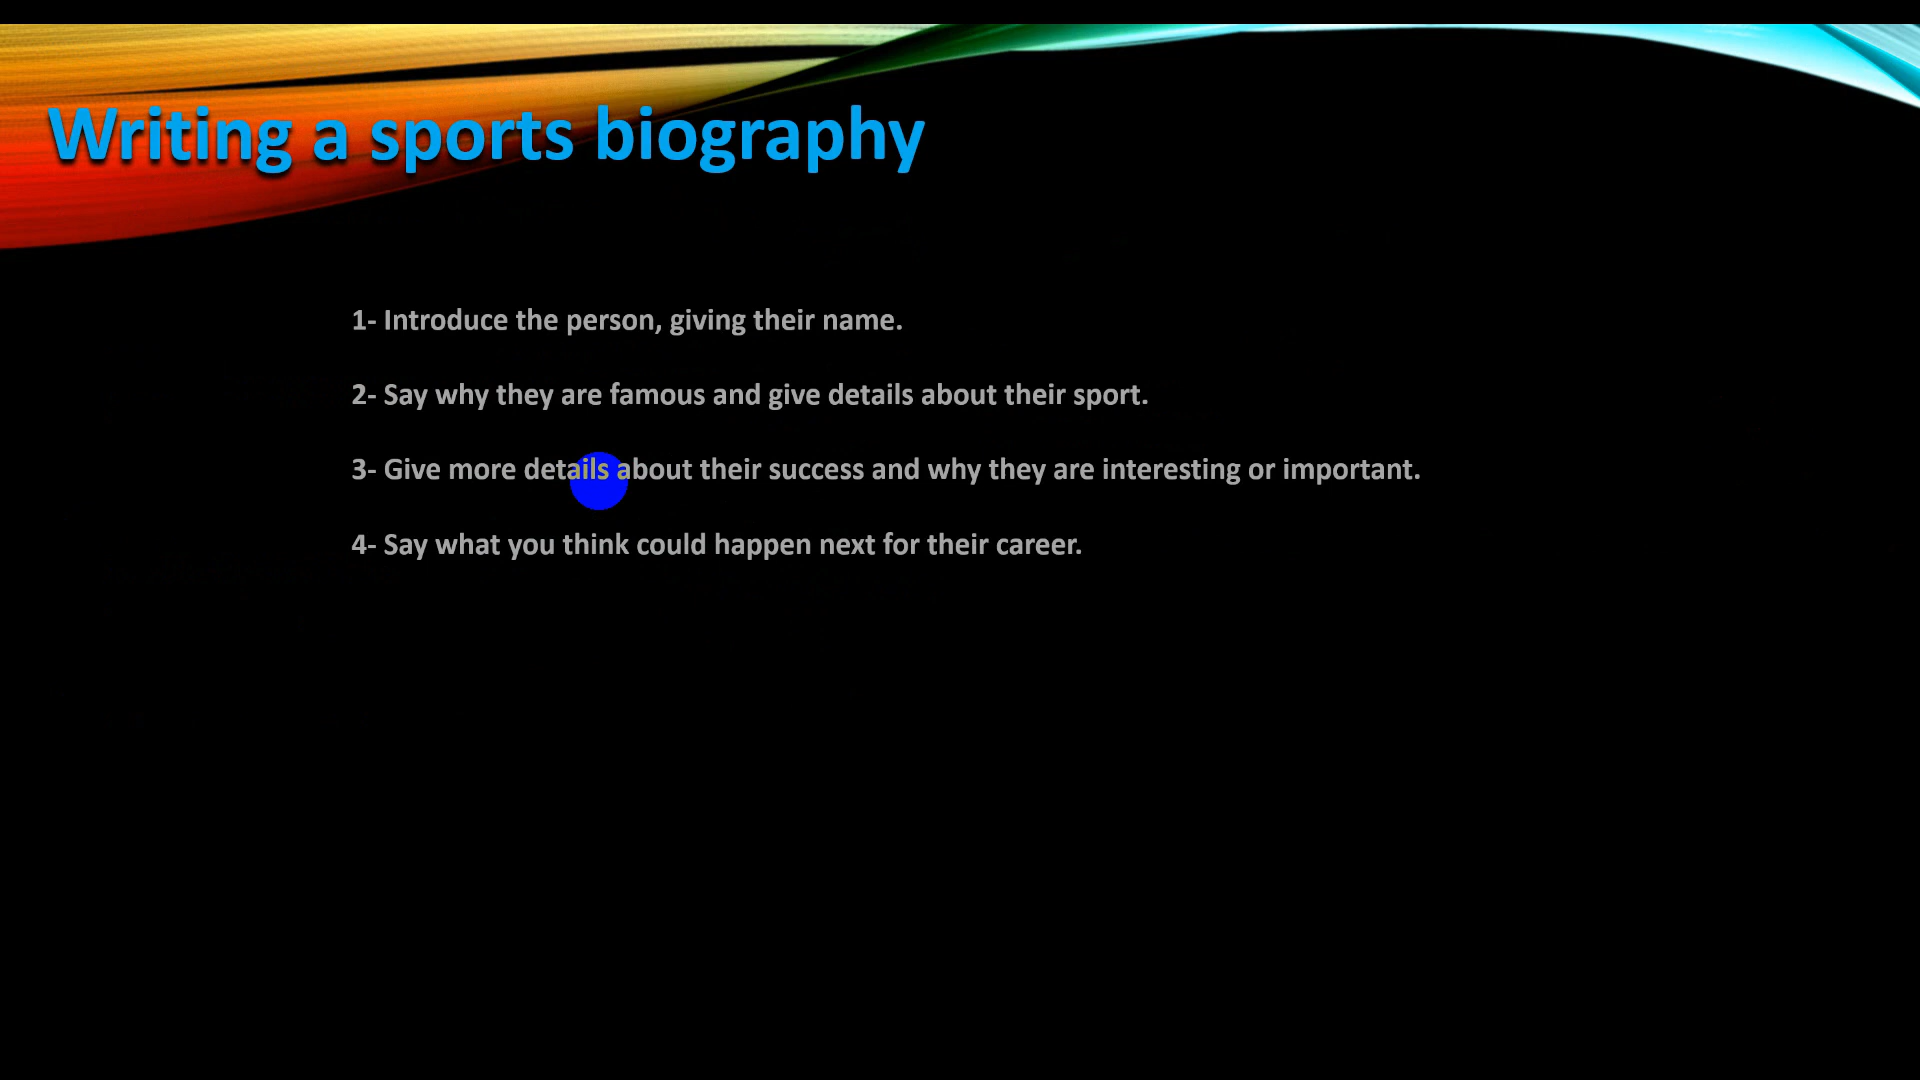 Writing a sports biography
1- Introduce the person, giving their name.
2- Say why they are famous and give details about their sport.
3- Give more details about their success and why they are interesting or important.
4- Say what you think could happen next for their career.